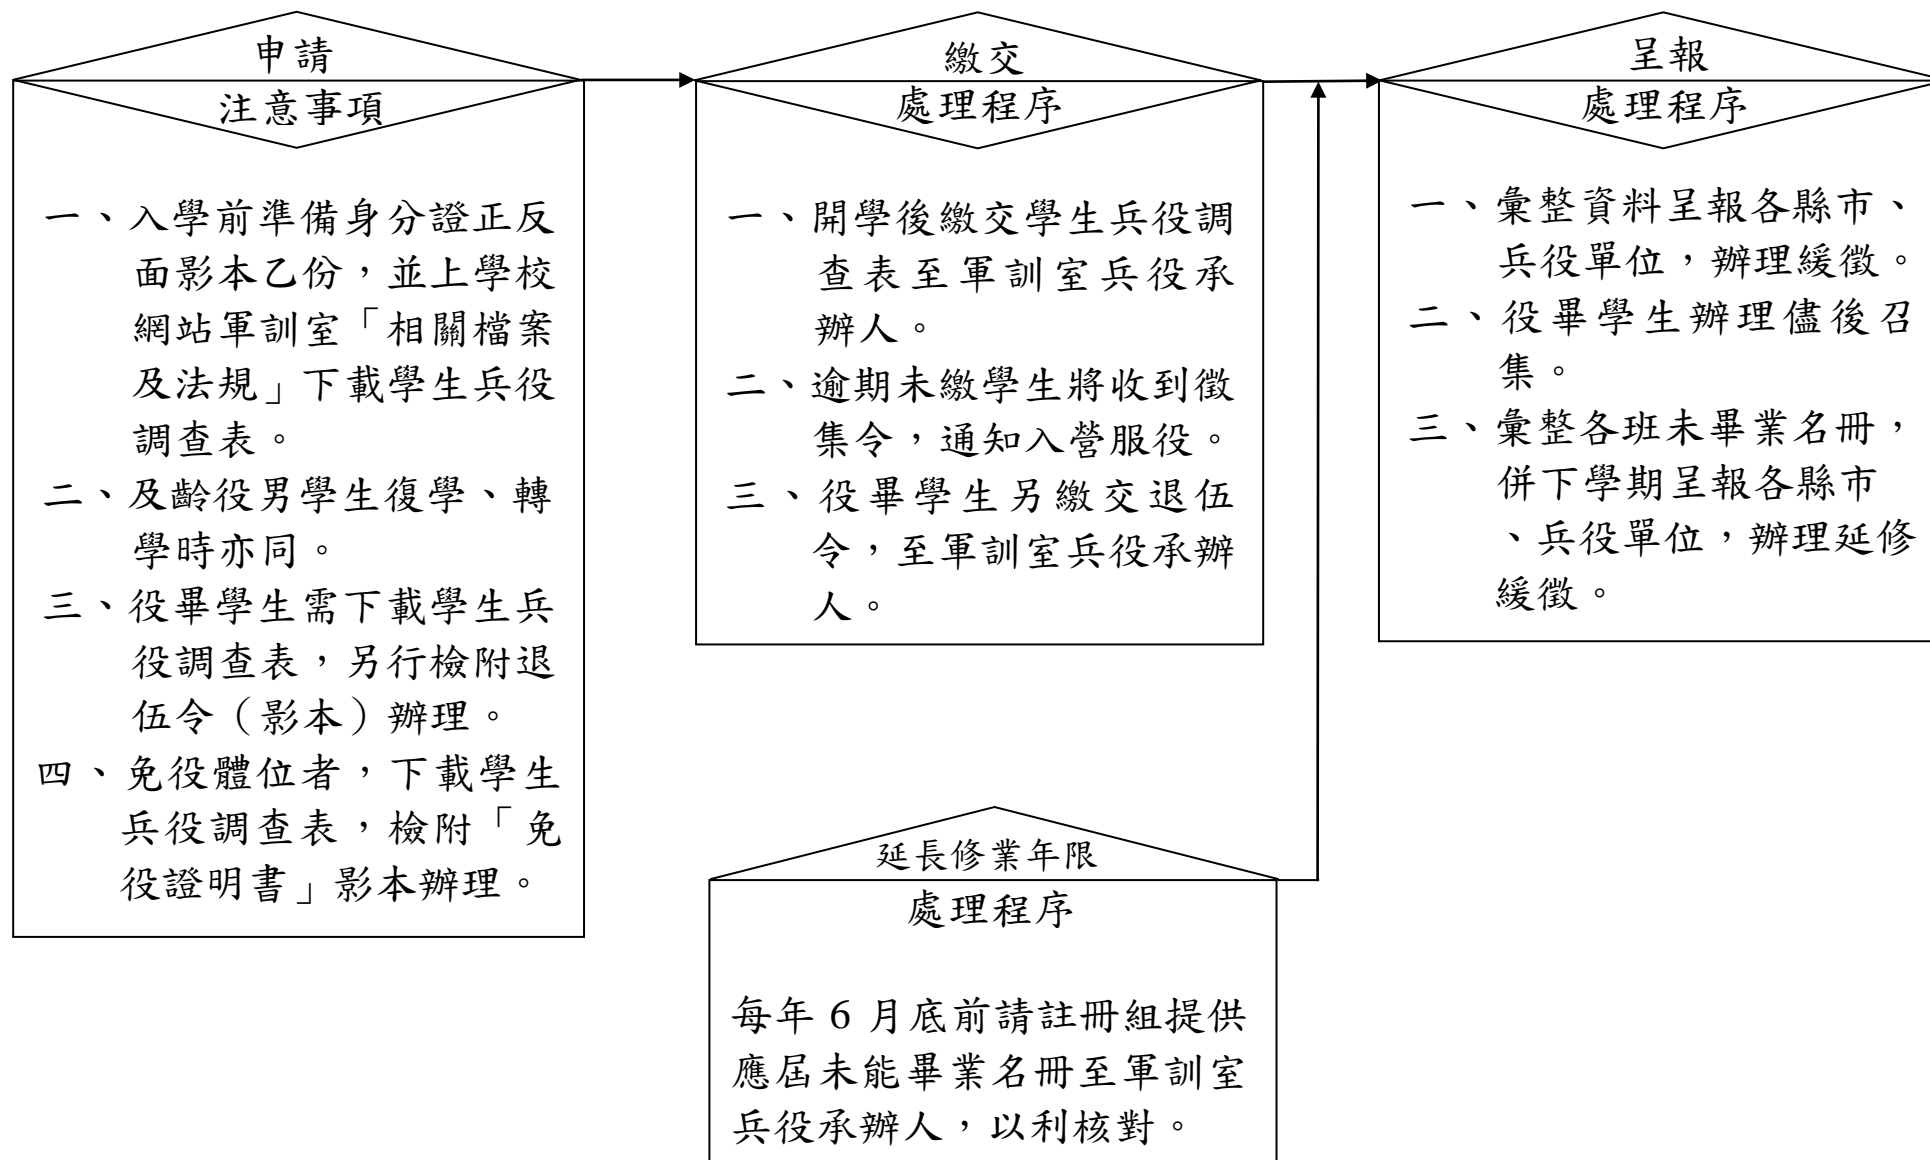 申請
注意事項
一、入學前準備身分證正反
面影本乙份，並上學校
網站軍訓室「相關檔案
及法規」下載學生兵役
調查表。
二、及齡役男學生復學、轉
學時亦同。
三、役畢學生需下載學生兵
役調查表，另行檢附退
伍令（影本）辦理。
四、免役體位者，下載學生
兵役調查表，檢附「免
役證明書」影本辦理。
繳交
處理程序
一、開學後繳交學生兵役調
查表至軍訓室兵役承
辦人。
二、逾期未繳學生將收到徵
集令，通知入營服役。
三、役畢學生另繳交退伍
令，至軍訓室兵役承辦
人。
呈報
處理程序
一、彙整資料呈報各縣市、
兵役單位，辦理緩徵。
二、役畢學生辦理儘後召
集。
三、彙整各班未畢業名冊，
併下學期呈報各縣市
、兵役單位，辦理延修
緩徵。
延長修業年限
處理程序
每年 6 月底前請註冊組提供
應屆未能畢業名冊至軍訓室
兵役承辦人，以利核對。